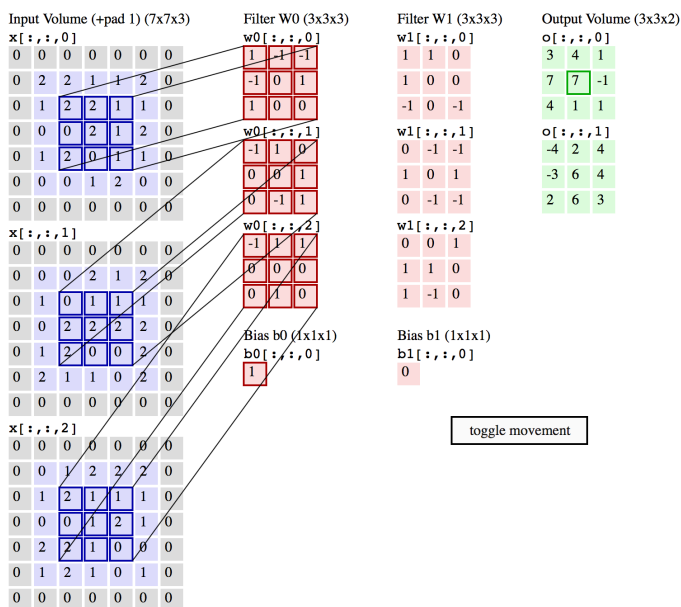 Input Volume (+pad 1) (7x7x3)
x[:,:,0]
0 0 0 0 0 0 0
0 2 2 1 1 2 0
0 1 2 2 1 1 0
0 0 0 2 1 2 0
0 1 2 0 1 1 0
0 0 0 1 2 0 0
0 0 0 0 0 0 0
x[:,:,1]
0 0 0 0 0 0 0
0 0 0 2 1 2 0
0 1 0 1 1 1 0
0 0 2 2 2 2 0
0 1 2 0 0 2 0
0 2 1 1 0 2 0
0 0 0 0 0 0 0
x[:,:,2]
0 0 0 0 0 0 0
0 0 1 2 2 2 0
0 1 2 1 1 1 0
0 0 0 1 2 1 0
0 2 2 1 0 0 0
0 1 2 1 0 1 0
0 0 0 0 0 0 0
Filter W0 (3x3x3)
w0[:,:,0]
1 -1 -1
-1 0 1
1 0 0
w0[:,:,1]
-1 1 0
0 0 1
0 -1 1
w0[:,:,2]
-1 1 1
0 0 0
0 1 0
Bias b0 (1x1x1)
b0[:,:,0]
1
Filter W1 (3x3x3)
w1[:,:,0]
1 1 0
1 0 0
-1 0 -1
w1[:,:,1]
0 -1 -1
1 0 1
0 -1 -1
w1[:,:,2]
0 0 1
1 1 0
1 -1 0
Bias b1 (1x1x1)
b1[:,:,0]
0
Output Volume (3x3x2)
o[:,:,0]
3 4 1
7 7 -1
4 1 1
o[:,:,1]
-4 2 4
-3 6 4
2 6 3
toggle movement